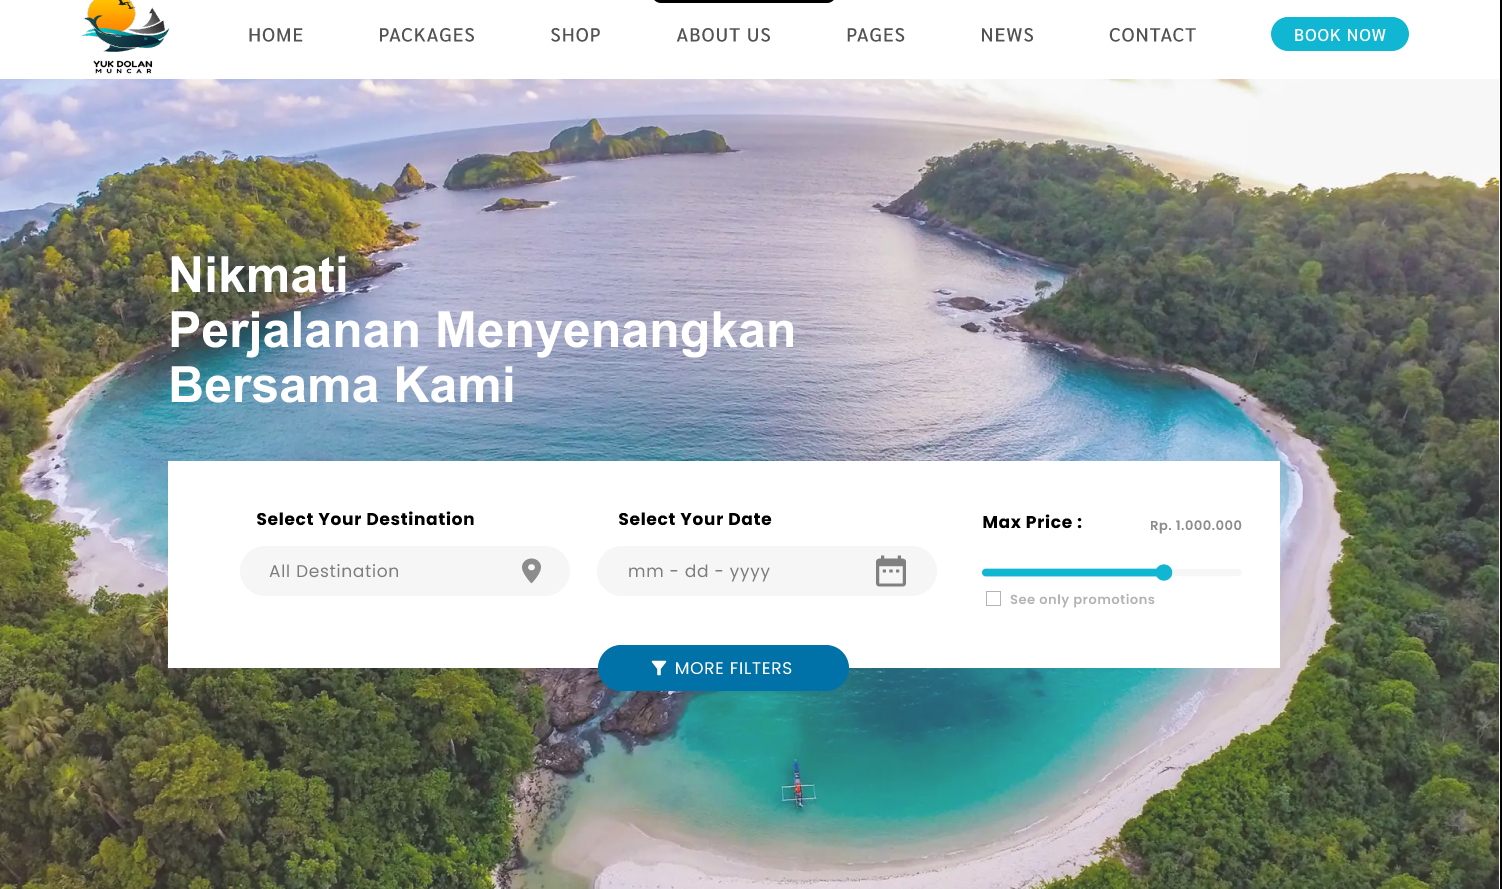 YUK DOLAN
MUNCAR
HOME PACKAGES SHOP ABOUT US PAGES NEWS CONTACT BOOK NOW
Nikmati
Perjalanan Menyenangkan
Bersama Kami
Select Your Destination Select Your Date Max Price : Rp. 1.000.000
All Destination mm - dd - yyyy
See only promotions
MORE FILTERS